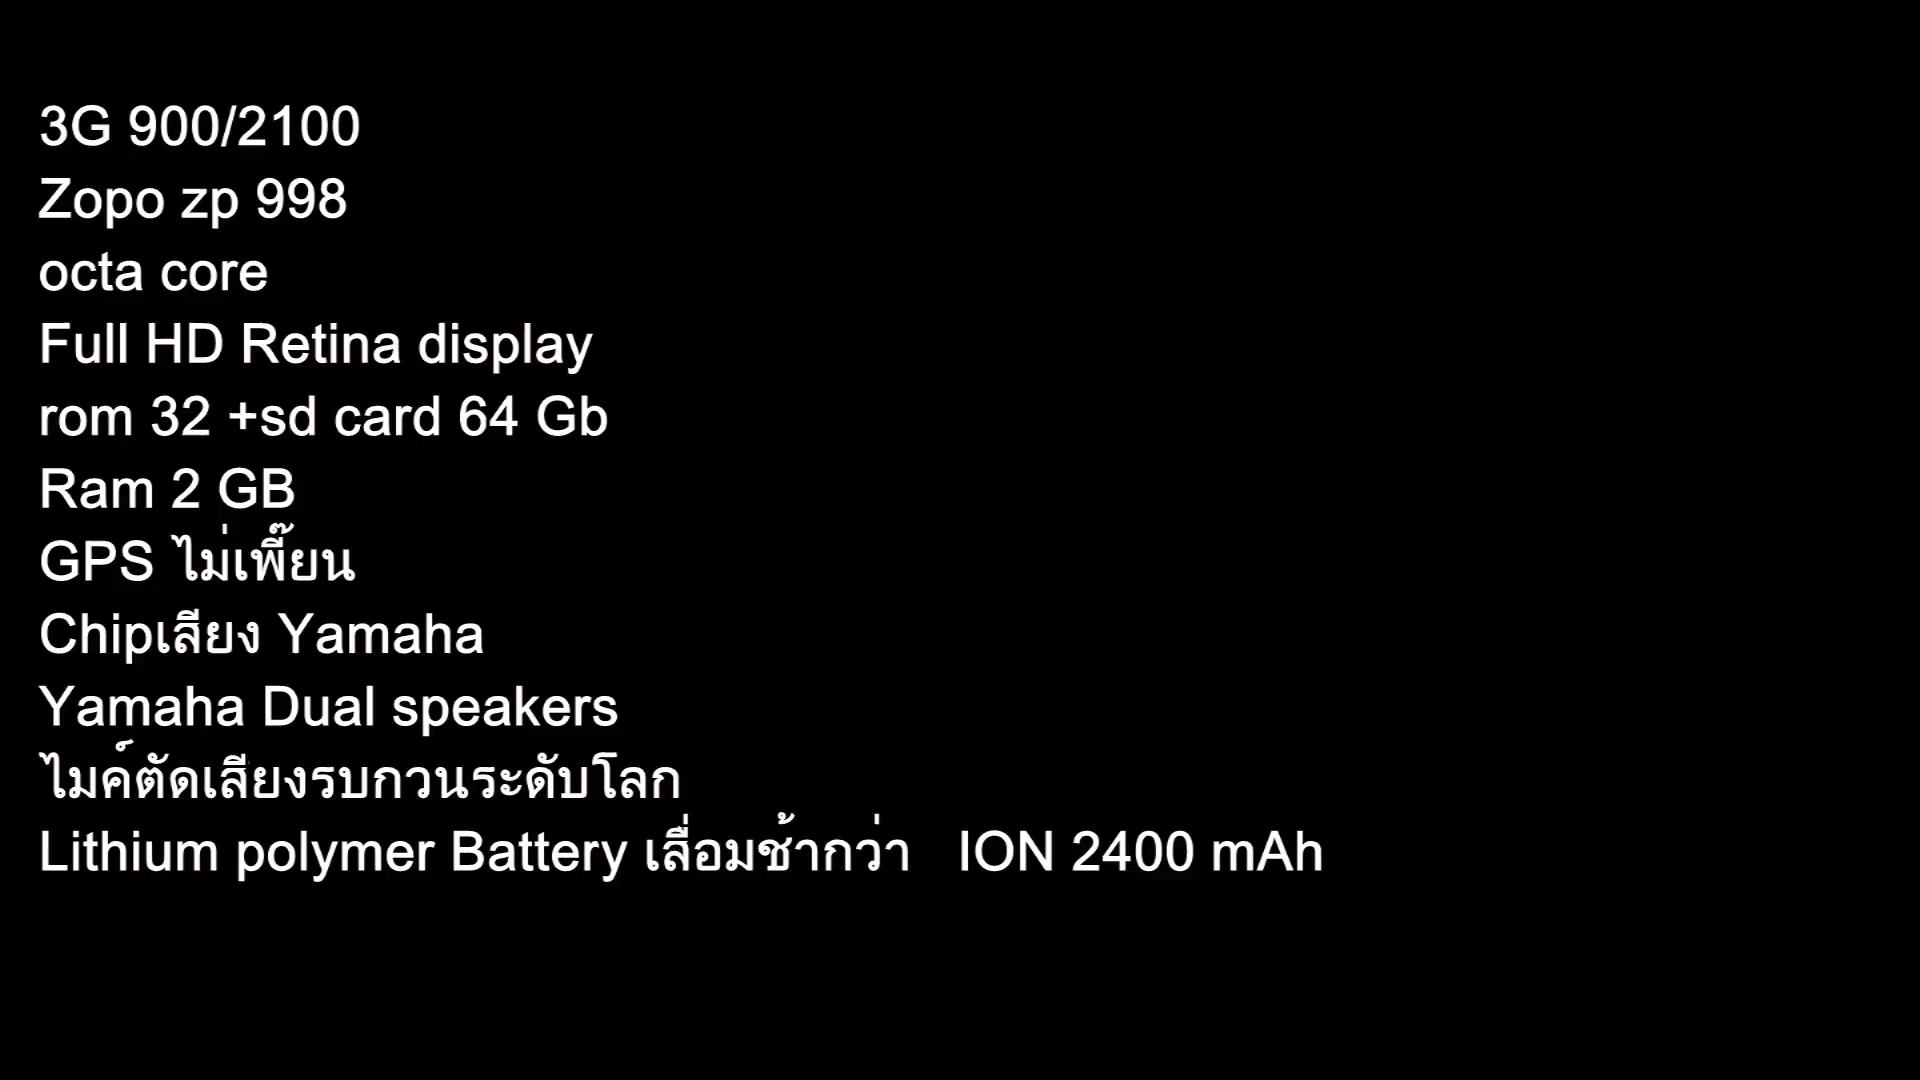 3G 900/2100
Zopo zp 998
octa core
Full HD Retina display
rom 32 +sd card 64 Gb
Ram 2 GB
GPS ไม่เพี๊ยน
Chipเสียง Yamaha
Yamaha Dual speakers
ไมค์ตัดเสียงรบกวนระดับโลก
Lithium polymer Battery เสื่อมช้ากว่า   ION 2400 mAh